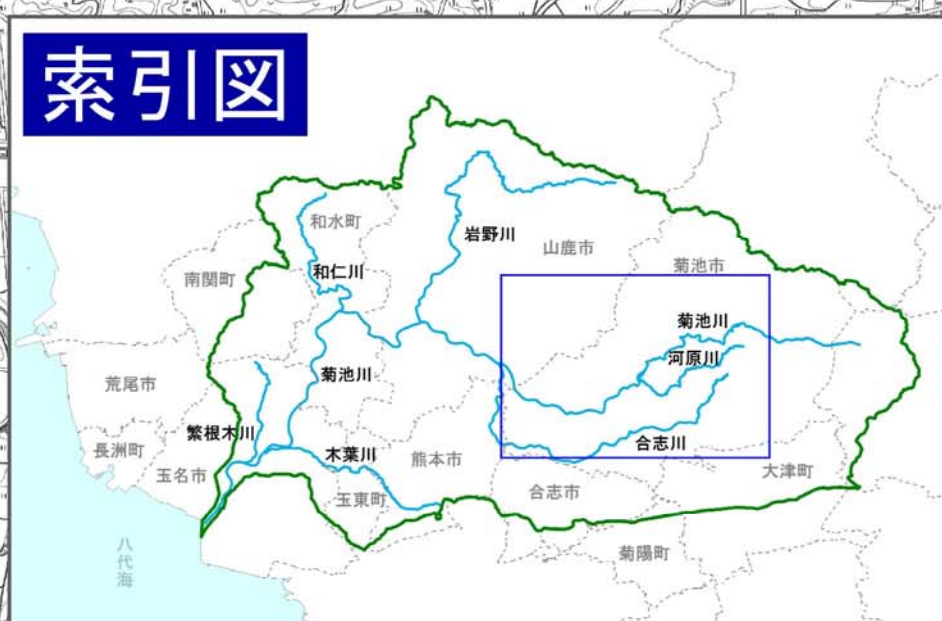 索引図
和水町
岩野川
山鹿市
南関町
和仁川
菊池市
菊池川
河原川
荒尾市
菊池川
繁根木川
長洲町
木葉川
熊本市
合志川
玉名市
大津町
玉東町
合志市
八代海
菊陽町